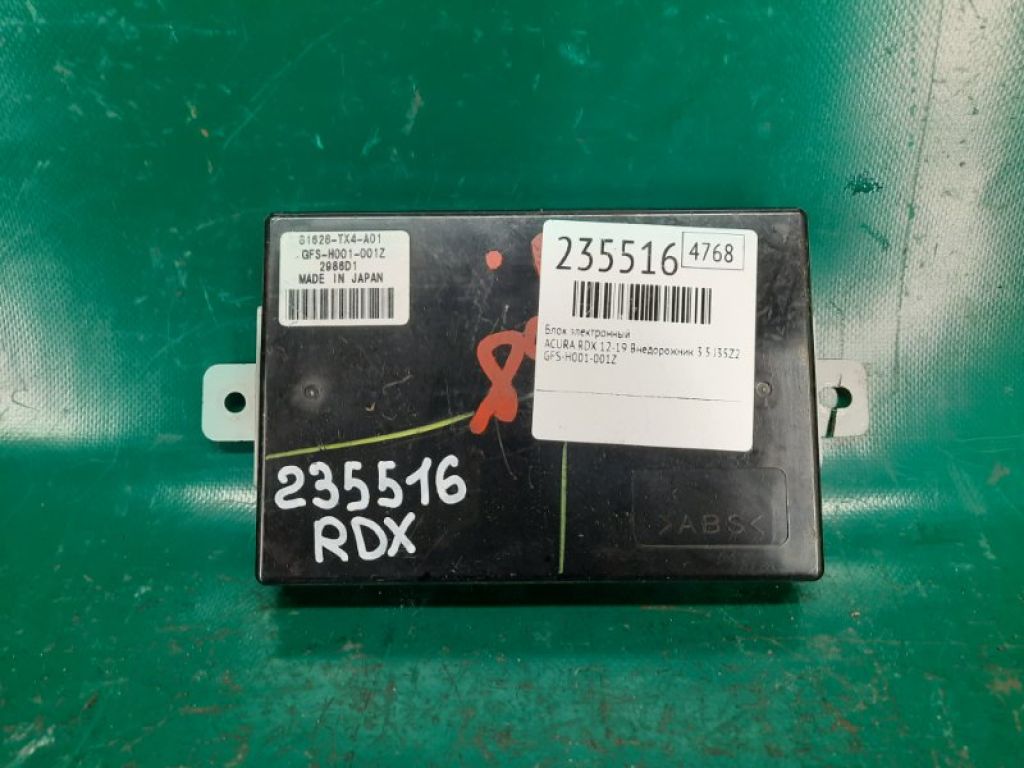 81628-TX4-A01
GFS-H001-001Z
2986D1
MADE IN JAPAN
235516
4768
Блок электронный
ACURA RDX 12-19 Внедорожник 3.5 J35Z2
GFS-H001-001Z
235516
RDX
>ABS<